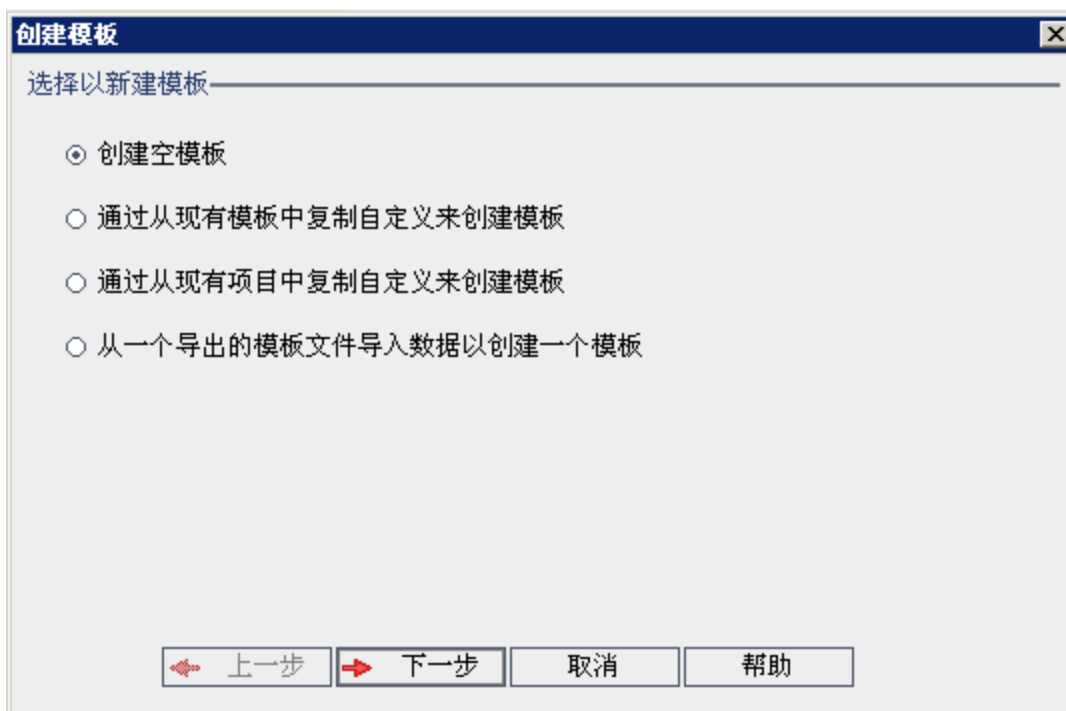 创建模板
选择以新建模板
创建空模板
通过从现有模板中复制自定义来创建模板
通过从现有项目中复制自定义来创建模板
从一个导出的模板文件导入数据以创建一个模板
上一步 下一步 取消 帮助